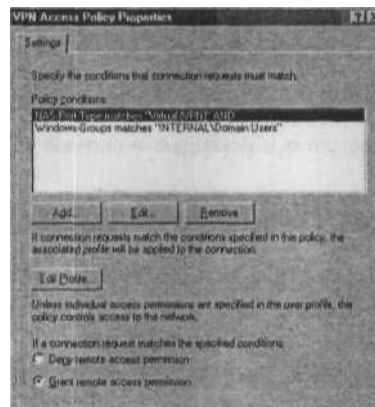 VPN Access Policy Properties
Settings
Specify the conditions that connection requests must match.
Policy conditions:
NAS-Port-Type matches "Virtual (VPN)" AND
Windows-Groups matches "INTERNAL\Domain Users"
Add... Edit... Remove
If connection requests match the conditions specified in this policy, the
associated profile will be applied to the connection.
Edit Profile...
Unless individual access permissions are specified in the user profile, this
policy controls access to the network.
If a connection request matches the specified conditions:
Deny remote access permission
Grant remote access permission